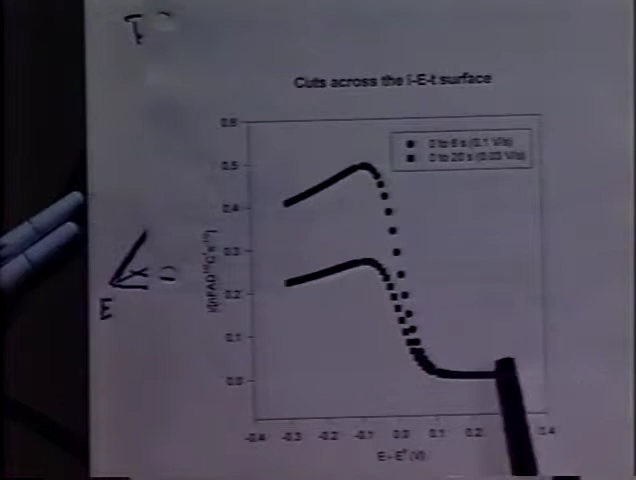 Cuts across the I-E-t surface
0.6
0 to 6 s (0.1 V/s)
0 to 20 s (0.03 V/s)
0.5
0.4
0.3
0.2
0.1
0.0
-0.4 -0.3 -0.2 -0.1 0.0 0.1 0.2 0.4
E - E⁰ (V)
E